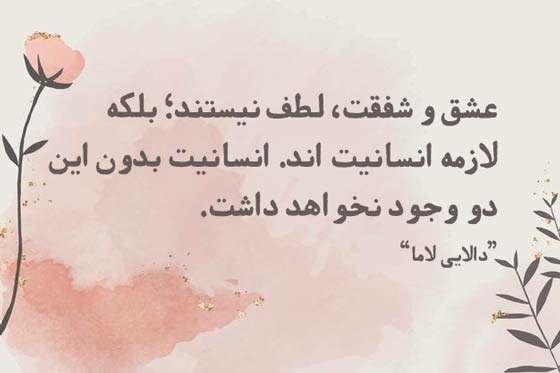 عشق و شفقت، لطف نیستند؛ بلکه
لازمه انسانیت اند. انسانیت بدون این
دو وجود نخواهد داشت.
”دالایی لاما“